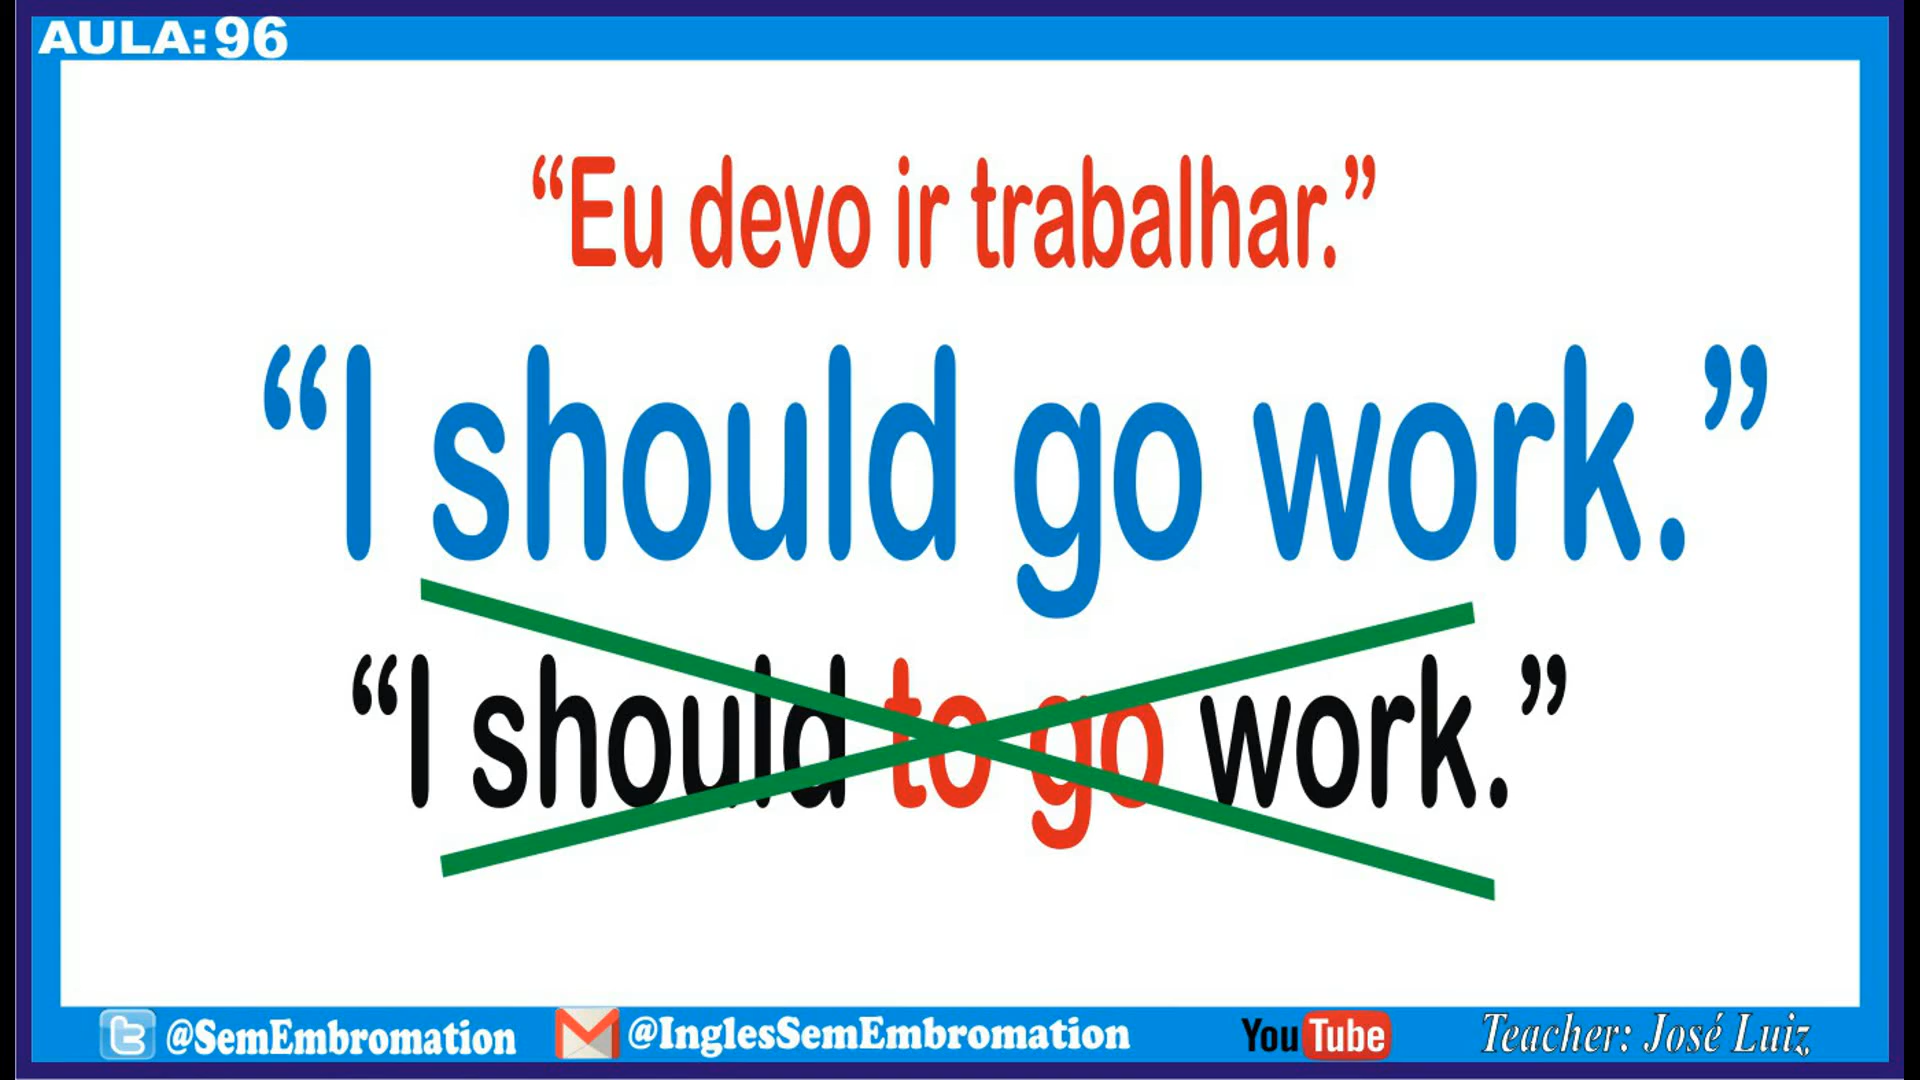 AULA: 96
“Eu devo ir trabalhar.”
“I should go work.”
“I should to go work.”
@SemEmbromation @InglesSemEmbromation YouTube Teacher: José Luiz